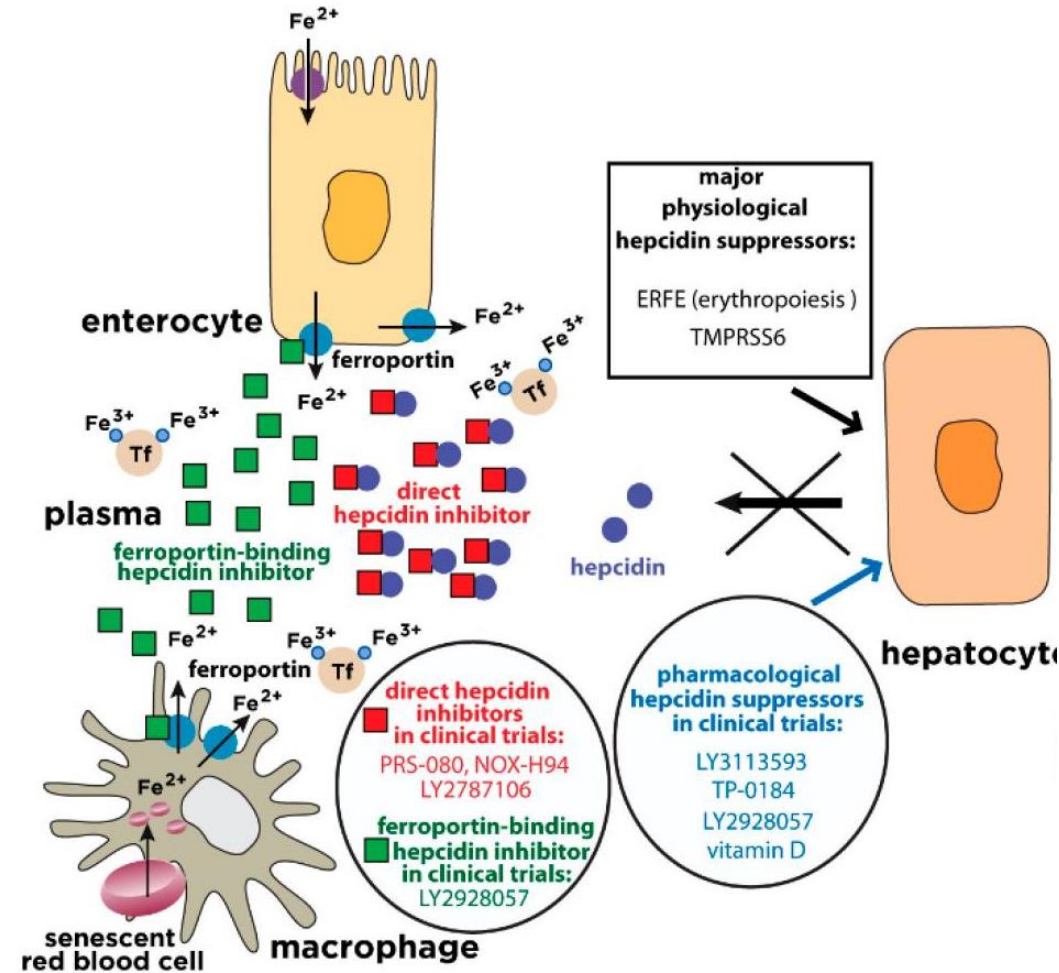 Fe2+
major
physiological
hepcidin suppressors:
ERFE (erythropoiesis )
TMPRSS6
enterocyte
ferroportin
Fe2+
Fe2+
Fe3+
Fe3+
Tf
Fe3+
Fe3+
Tf
plasma
direct
hepcidin inhibitor
ferroportin-binding
hepcidin inhibitor
hepcidin
hepatocyte
Fe2+
ferroportin
Fe3+
Fe3+
Tf
Fe2+
Fe2+
senescent
red blood cell
macrophage
direct hepcidin
inhibitors
in clinical trials:
PRS-080, NOX-H94
LY2787106
ferroportin-binding
hepcidin inhibitor
in clinical trials:
LY2928057
pharmacological
hepcidin suppressors
in clinical trials:
LY3113593
TP-0184
LY2928057
vitamin D